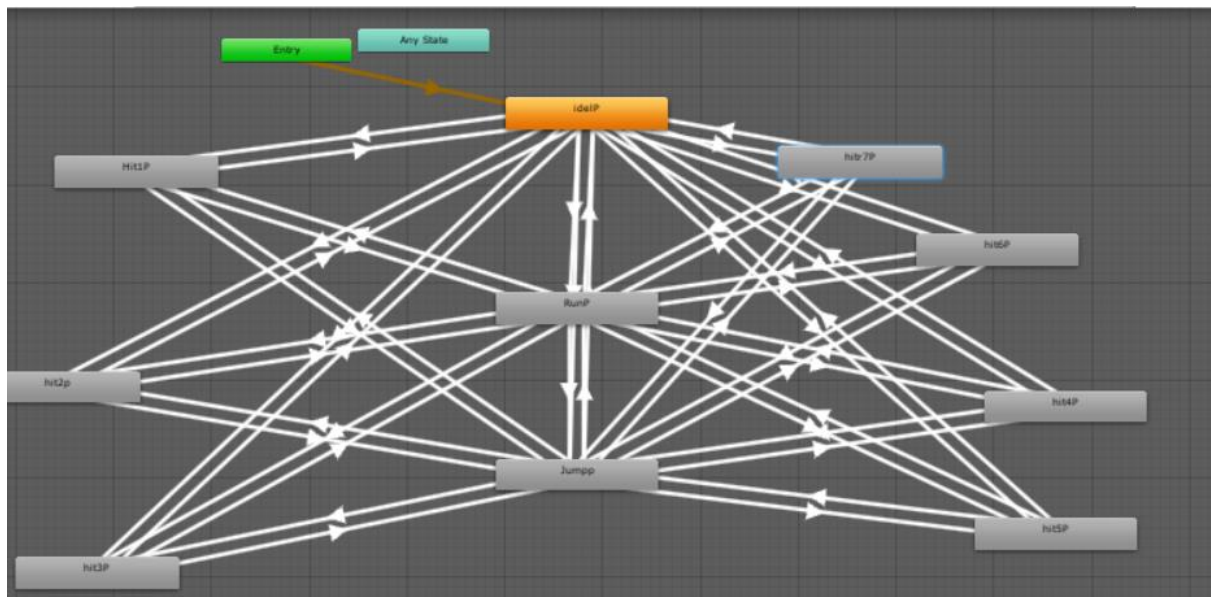 Any State
Entry
idelP
Hit1P
hitr7P
hit6P
RunP
hit2p
hit4P
Jumpp
hit5P
hit3P